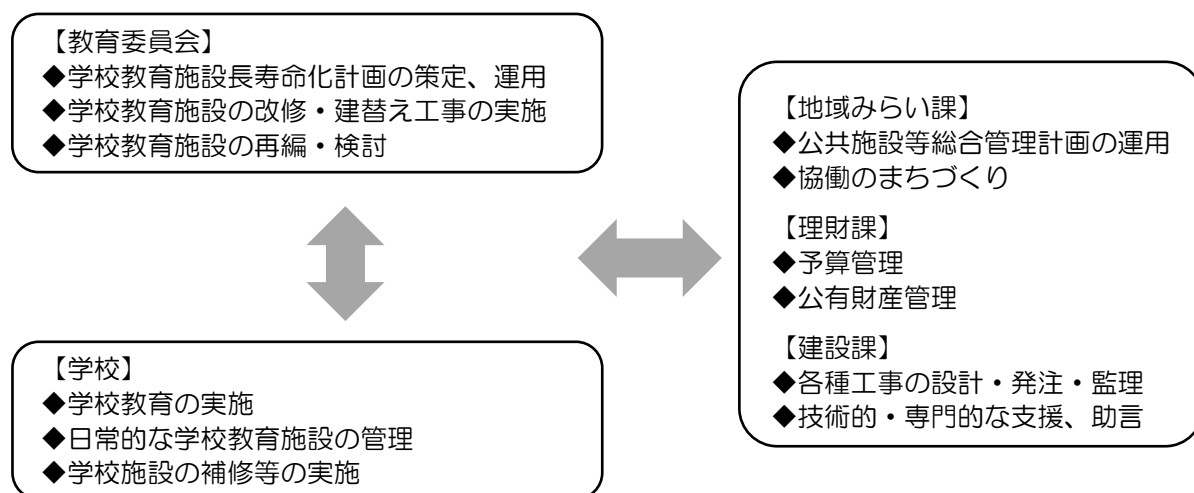 【教育委員会】
◆学校教育施設長寿命化計画の策定、運用
◆学校教育施設の改修・建替え工事の実施
◆学校教育施設の再編・検討
【学校】
◆学校教育の実施
◆日常的な学校教育施設の管理
◆学校施設の補修等の実施
【地域みらい課】
◆公共施設等総合管理計画の運用
◆協働のまちづくり
【理財課】
◆予算管理
◆公有財産管理
【建設課】
◆各種工事の設計・発注・監理
◆技術的・専門的な支援、助言